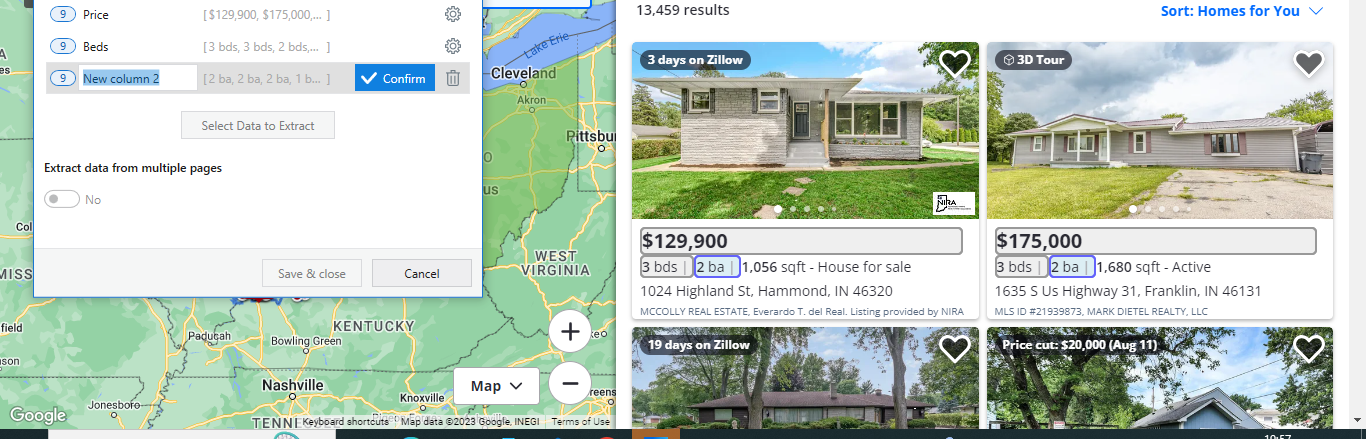 9 Price [ $129,900, $175,000,... ]
9 Beds [ 3 bds, 3 bds, 2 bds,... ]
9 New column 2 [ 2 ba, 2 ba, 2 ba, 1 b... ] Confirm
Select Data to Extract
Extract data from multiple pages
No
Save & close Cancel
Lake Erie
Cleveland
Akron
Pittsbu
us
WEST
VIRGINIA
Col
MISS
field
KENTUCKY
Paducah
Bowling Green
Nashville
Knoxville
Jonesboro
TENNE
Map
Google
Keyboard shortcuts Map data ©2023 Google, INEGI Terms of Use
13,459 results
Sort: Homes for You
3 days on Zillow
NIRA
$129,900
3 bds | 2 ba | 1,056 sqft - House for sale
1024 Highland St, Hammond, IN 46320
MCCOLLY REAL ESTATE, Everardo T. del Real. Listing provided by NIRA
3D Tour
$175,000
3 bds | 2 ba | 1,680 sqft - Active
1635 S Us Highway 31, Franklin, IN 46131
MLS ID #21939873, MARK DIETEL REALTY, LLC
19 days on Zillow
Price cut: $20,000 (Aug 11)
10:57